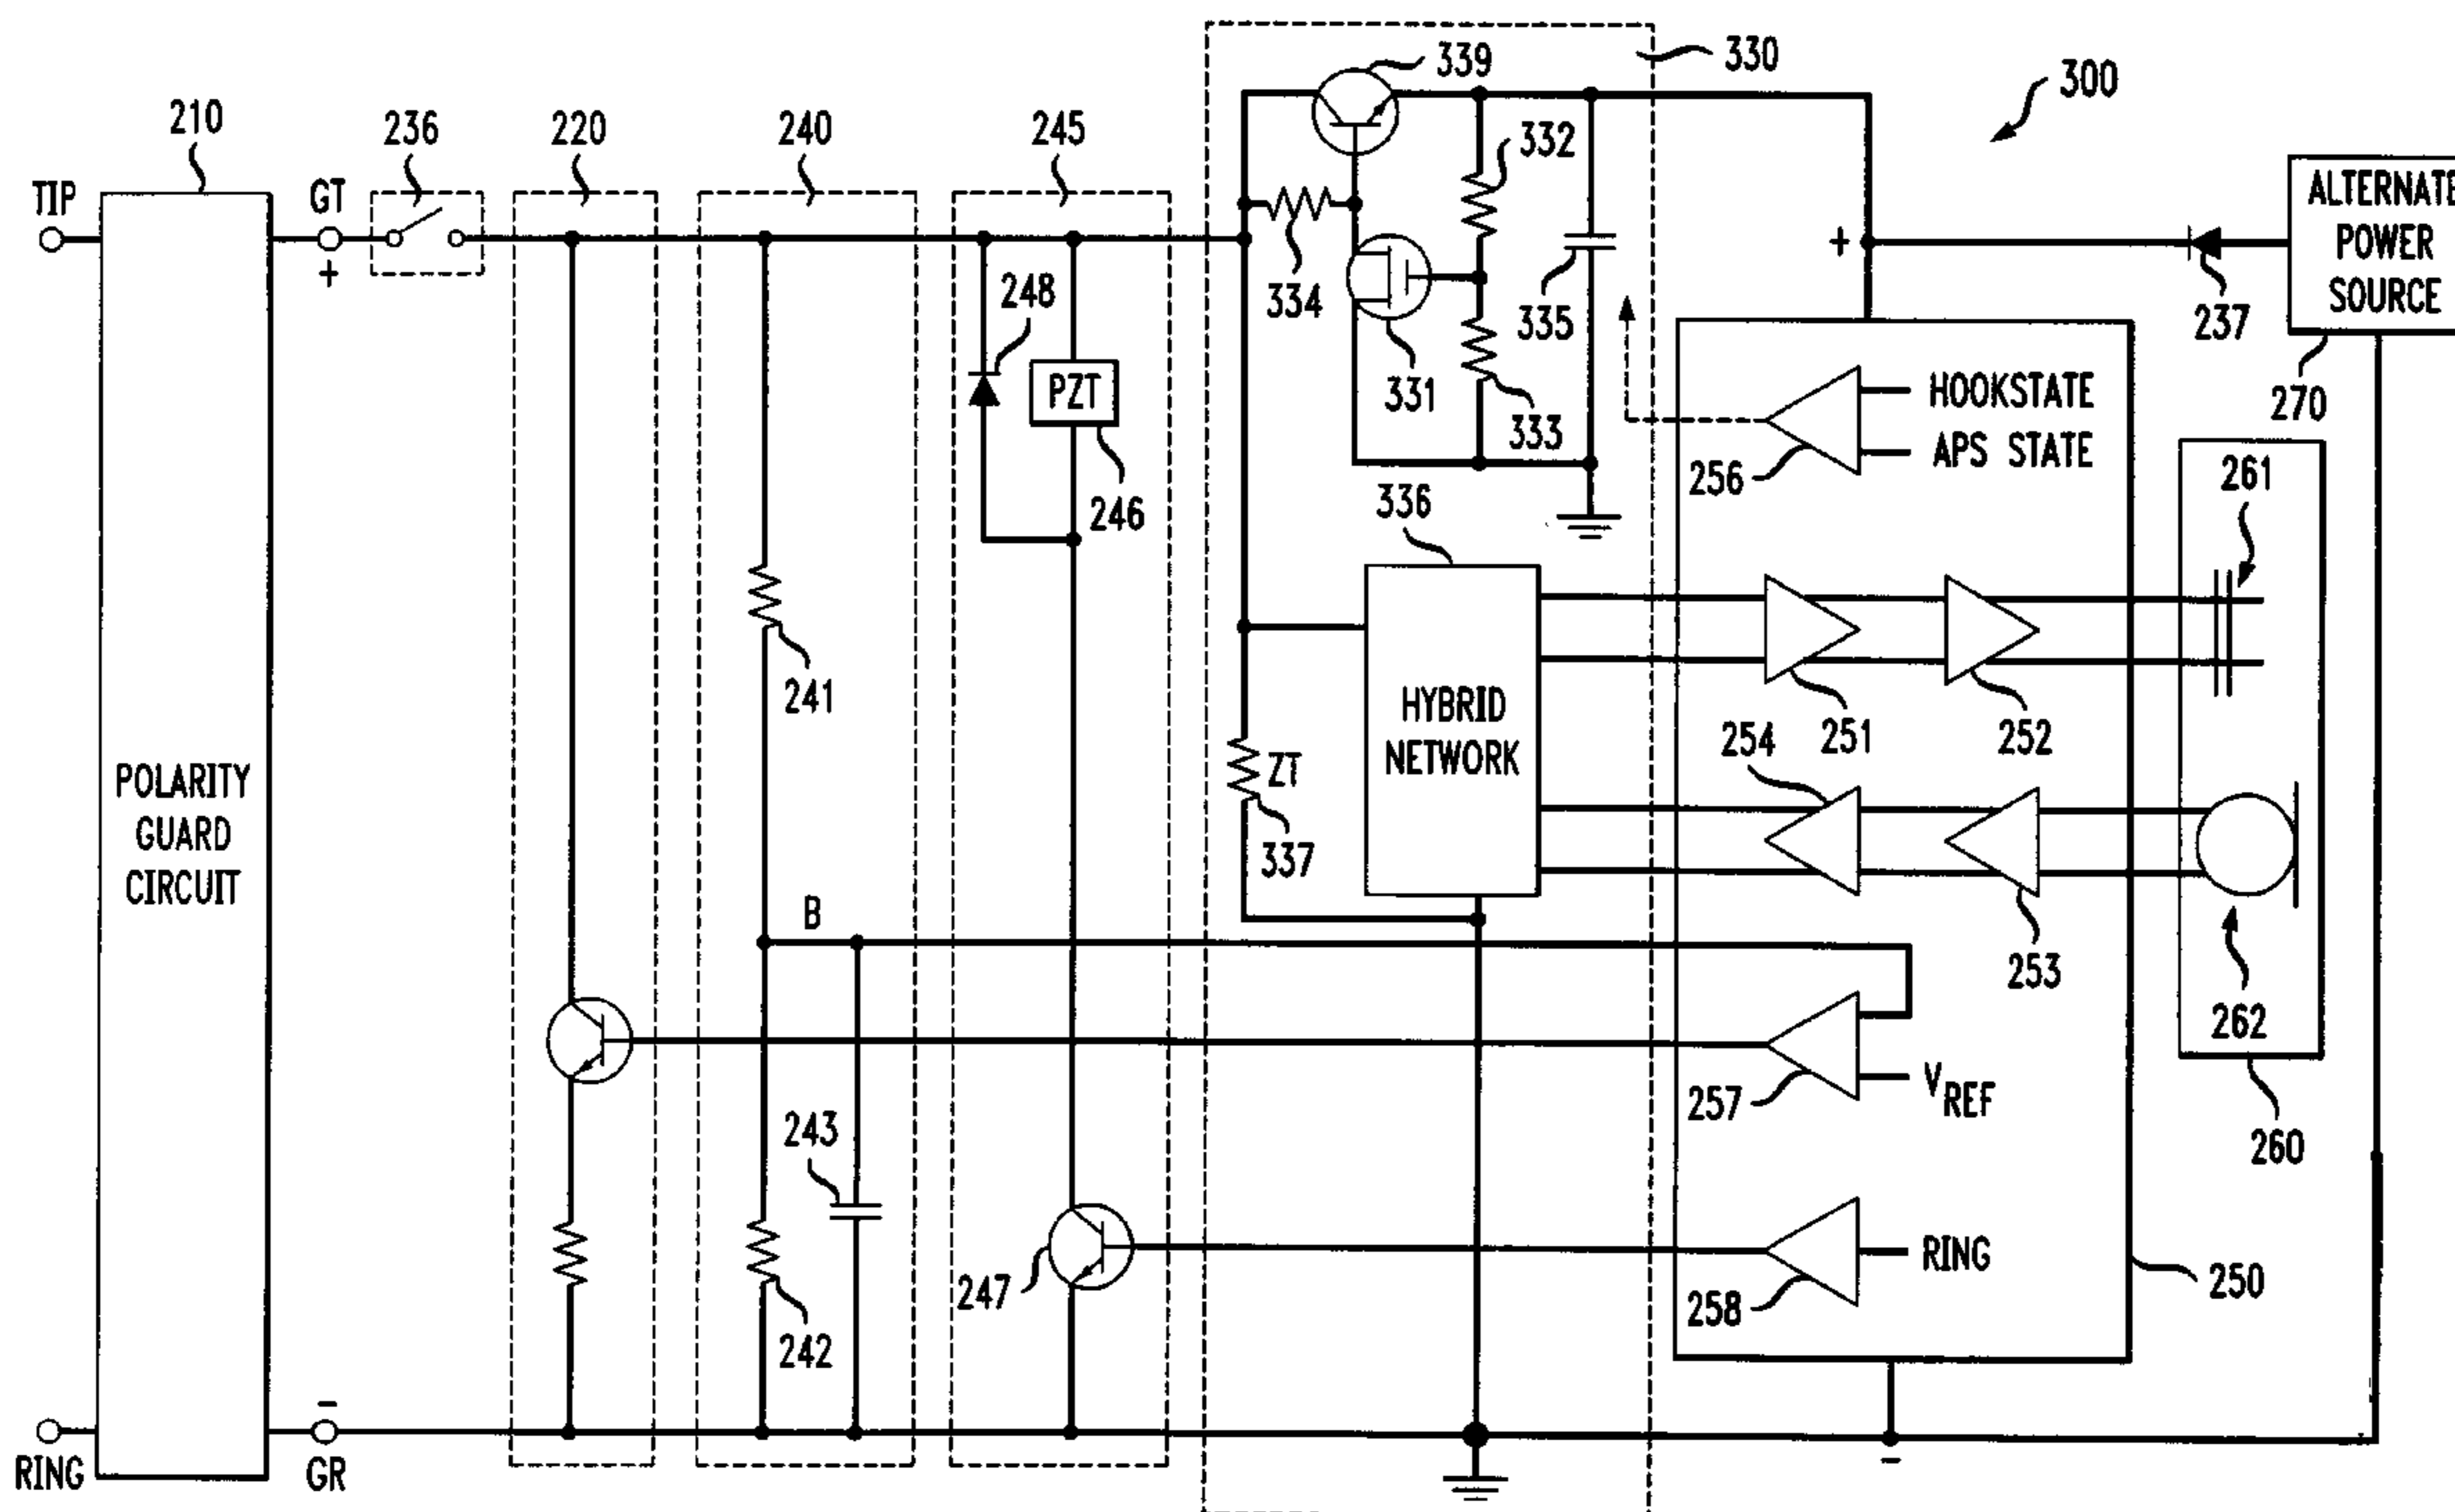 330
339
300
210
236
220
240
245
332
TIP
GT
+
ALTERNATE
POWER
SOURCE
+
248
334
335
237
PZT
331
333
HOOKSTATE
APS STATE
270
256
261
246
336
241
HYBRID
NETWORK
254
251
252
ZT
POLARITY
GUARD
CIRCUIT
337
B
253
262
257
VREF
243
260
RING
247
258
250
242
-
RING
GR
-